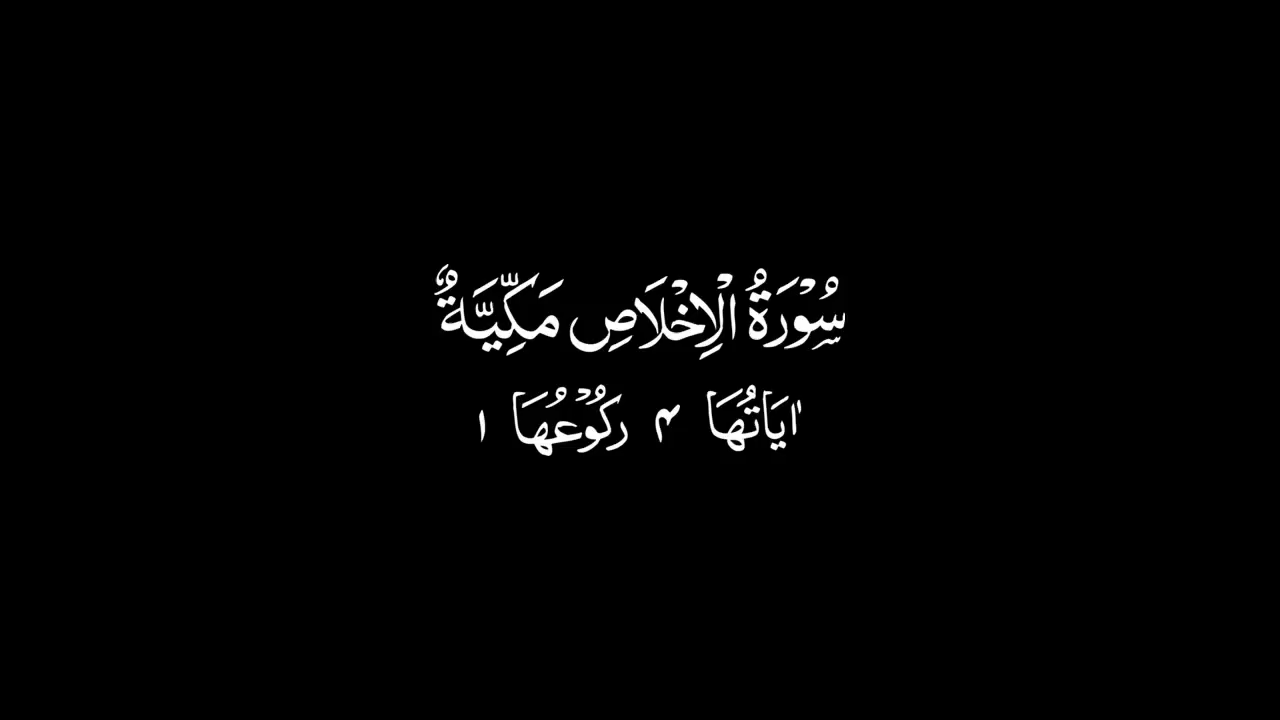 سُوْرَةُ الْاِخْلَاصِ مَكِّيَّةٌ
اٰيَاتُهَا ۴ رُكُوْعُهَا ۱